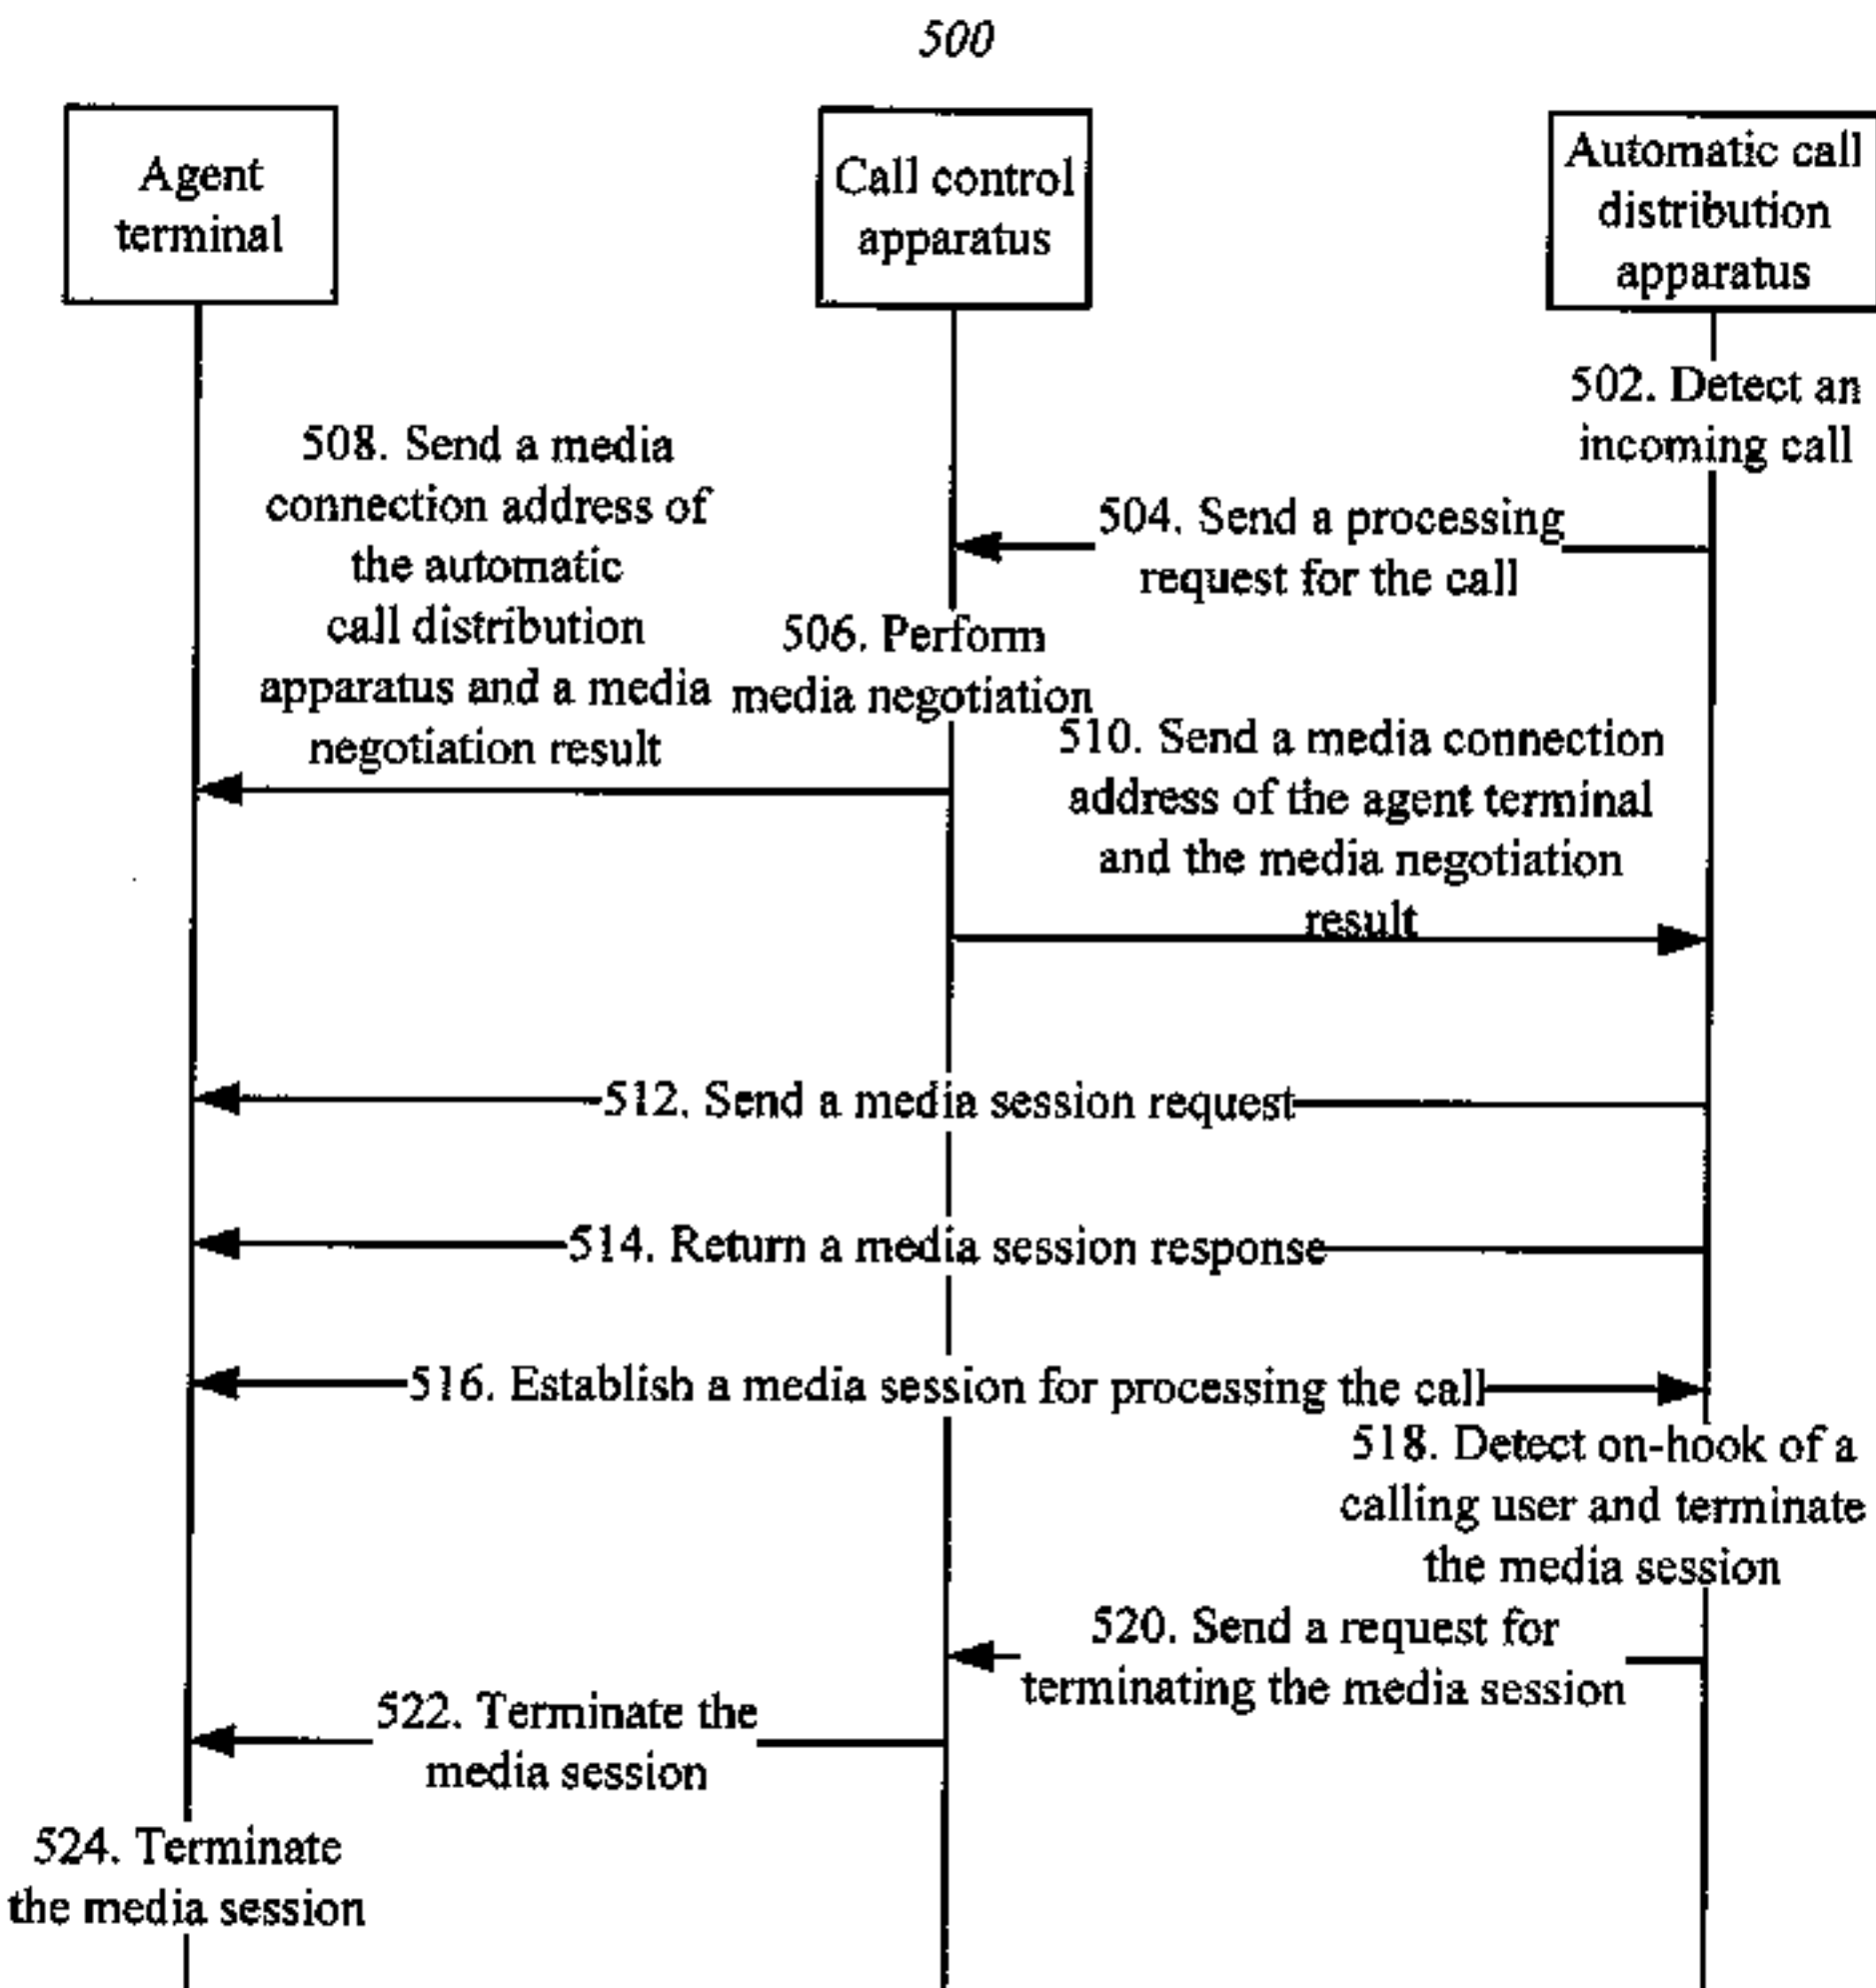 500
Agent
terminal
Call control
apparatus
Automatic call
distribution
apparatus
502. Detect an
incoming call
504. Send a processing
request for the call
506. Perform
media negotiation
508. Send a media
connection address of
the automatic
call distribution
apparatus and a media
negotiation result
510. Send a media connection
address of the agent terminal
and the media negotiation
result
512. Send a media session request
514. Return a media session response
516. Establish a media session for processing the call
518. Detect on-hook of a
calling user and terminate
the media session
520. Send a request for
terminating the media session
522. Terminate the
media session
524. Terminate
the media session